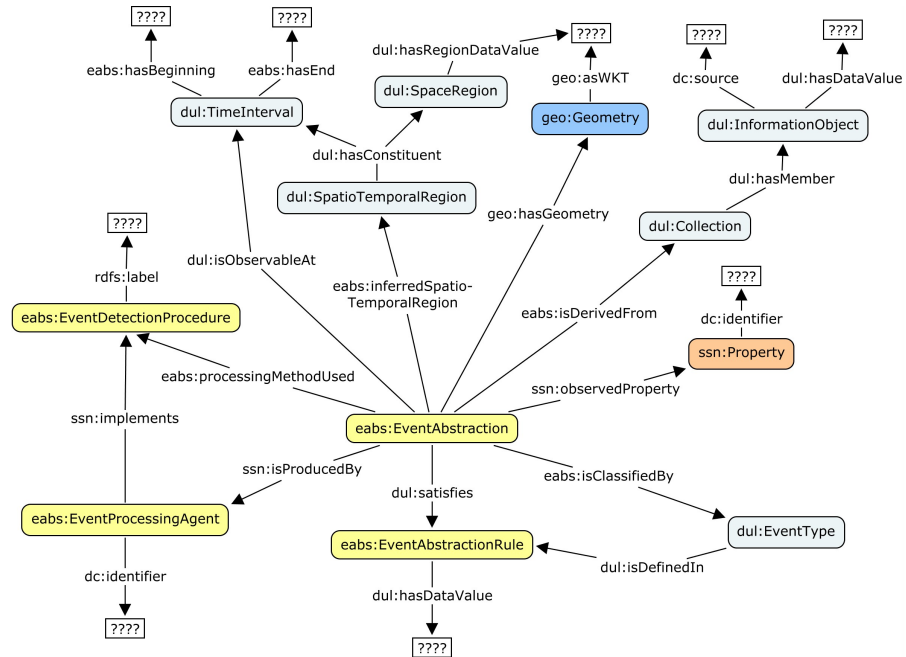 ????
????
????
????
????
eabs:hasBeginning
eabs:hasEnd
dul:hasRegionDataValue
geo:asWKT
dc:source
dul:hasDataValue
dul:TimeInterval
dul:SpaceRegion
geo:Geometry
dul:InformationObject
dul:hasConstituent
dul:hasMember
dul:SpatioTemporalRegion
geo:hasGeometry
dul:Collection
????
dul:isObservableAt
rdfs:label
eabs:inferredSpatio-
TemporalRegion
????
eabs:EventDetectionProcedure
eabs:isDerivedFrom
dc:identifier
ssn:Property
eabs:processingMethodUsed
ssn:observedProperty
ssn:implements
eabs:EventAbstraction
ssn:isProducedBy
eabs:isClassifiedBy
dul:satisfies
eabs:EventProcessingAgent
eabs:EventAbstractionRule
dul:EventType
dul:isDefinedIn
dc:identifier
dul:hasDataValue
????
????